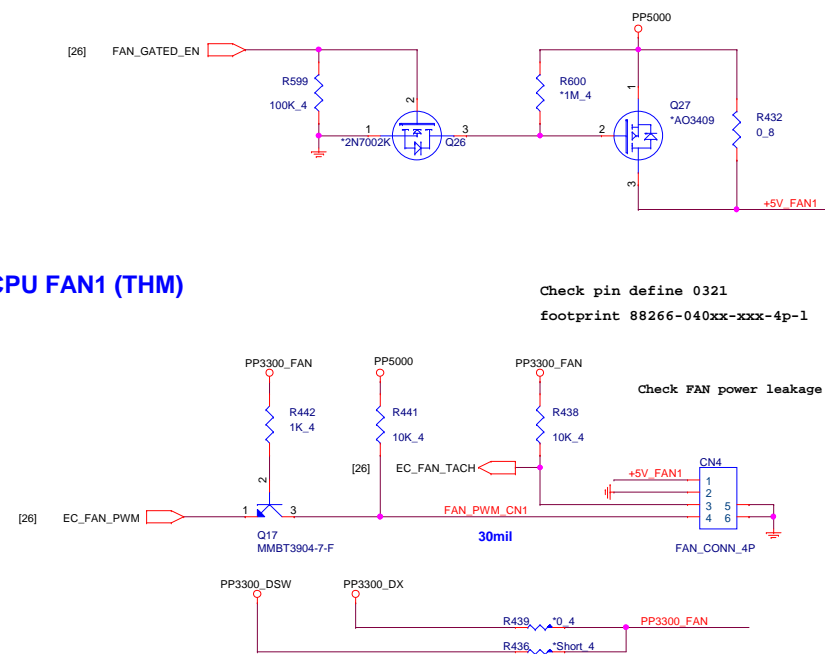 PP5000
[26] FAN_GATED_EN
R599
100K_4
2
1
*2N7002K
3
Q26
R600
*1M_4
1
2
Q27
*AO3409
3
R432
0_8
+5V_FAN1
CPU FAN1 (THM)
Check pin define 0321
footprint 88266-040xx-xxx-4p-l
Check FAN power leakage
PP3300_FAN
PP5000
PP3300_FAN
R442
1K_4
R441
10K_4
R438
10K_4
[26] EC_FAN_TACH
+5V_FAN1
CN4
1
2
3 5
4 6
FAN_CONN_4P
2
[26] EC_FAN_PWM
1 3
Q17
MMBT3904-7-F
FAN_PWM_CN1
30mil
PP3300_DSW
PP3300_DX
R439 *0_4
PP3300_FAN
R436 *Short_4